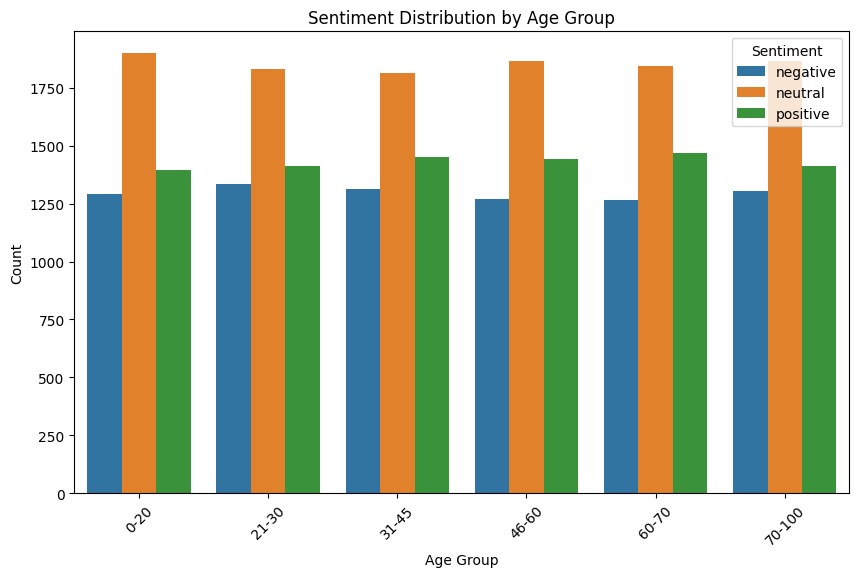 Sentiment Distribution by Age Group
Sentiment
negative
neutral
positive
1750
1500
1250
1000
750
500
250
0
Count
0-20
21-30
31-45
46-60
60-70
70-100
Age Group